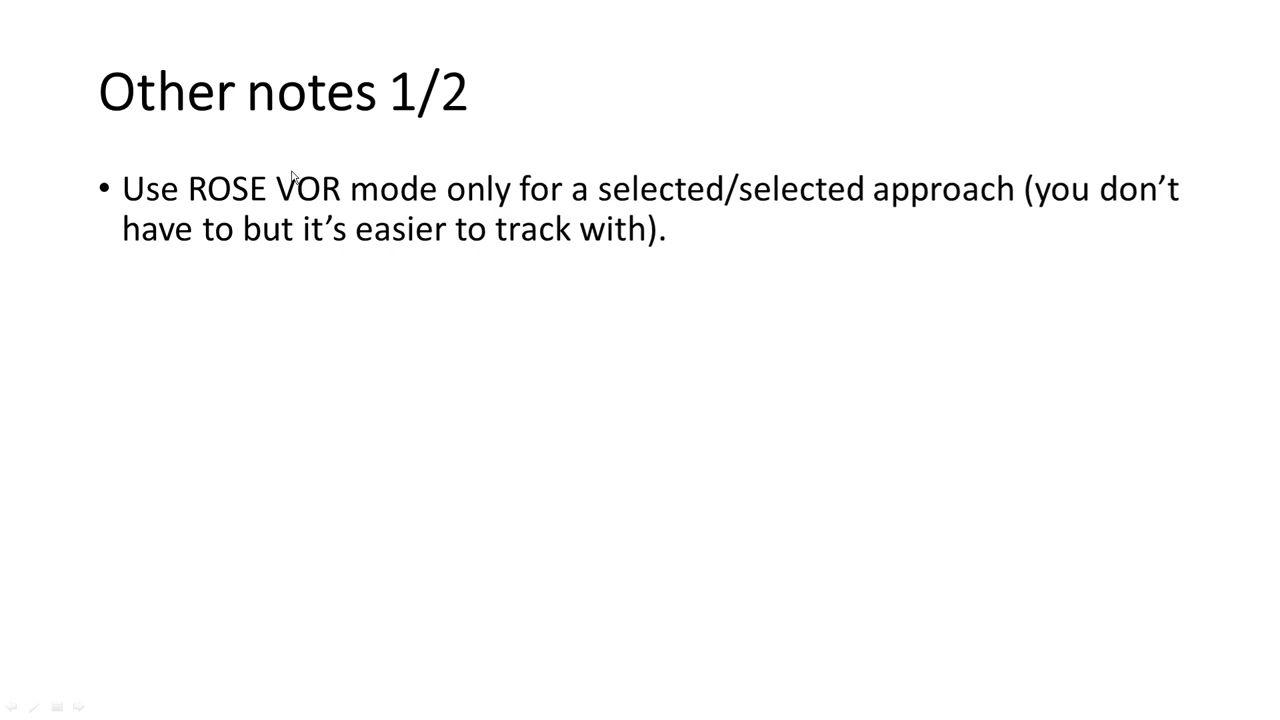 Other notes 1/2
• Use ROSE VOR mode only for a selected/selected approach (you don’t
have to but it’s easier to track with).